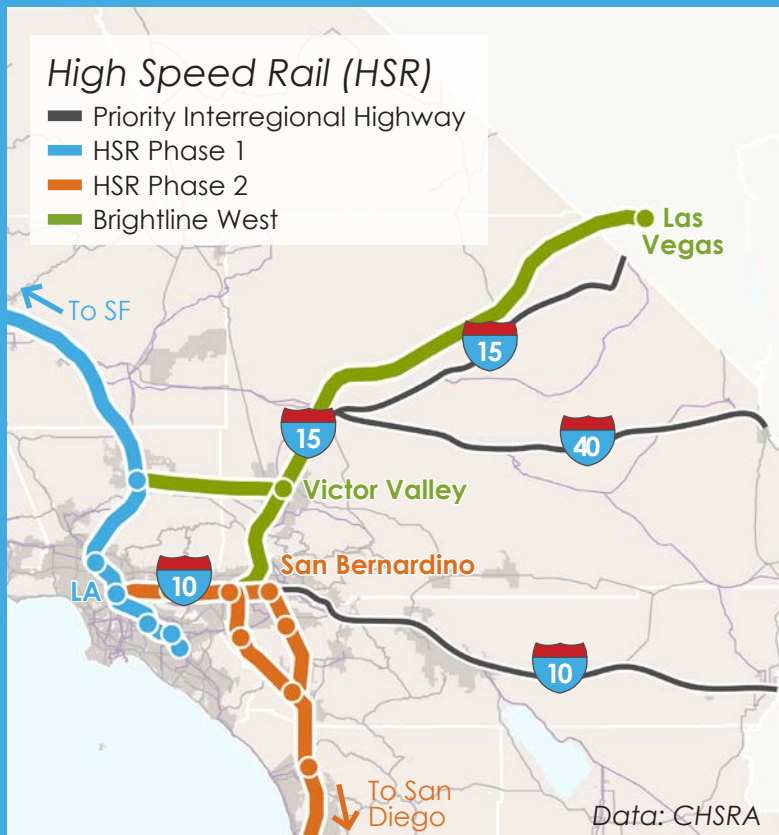 High Speed Rail (HSR)
Priority Interregional Highway
HSR Phase 1
HSR Phase 2
Brightline West
Las
Vegas
To SF
15
15
40
Victor Valley
San Bernardino
LA
10
10
To San
Diego
Data: CHSRA